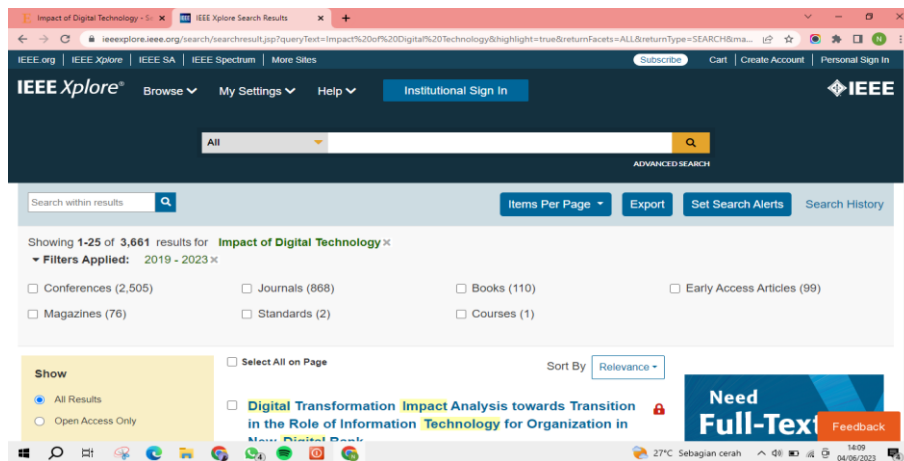 Impact of Digital Technology - Sc
IEEE Xplore Search Results
ieeexplore.ieee.org/search/searchresult.jsp?queryText=Impact%20of%20Digital%20Technology&highlight=true&returnFacets=ALL&returnType=SEARCH&ma...
N
IEEE.org | IEEE Xplore | IEEE SA | IEEE Spectrum | More Sites
Subscribe Cart | Create Account | Personal Sign In
IEEE Xplore® Browse My Settings Help Institutional Sign In IEEE
All
ADVANCED SEARCH
Search within results Items Per Page Export Set Search Alerts Search History
Showing 1-25 of 3,661 results for Impact of Digital Technology ×
Filters Applied: 2019 - 2023 ×
Conferences (2,505) Journals (868) Books (110) Early Access Articles (99)
Magazines (76) Standards (2) Courses (1)
Select All on Page Sort By Relevance
Show
All Results
Open Access Only
Digital Transformation Impact Analysis towards Transition
in the Role of Information Technology for Organization in
New Digital Bank
Need
Full-Text
Feedback
27°C Sebagian cerah
14:09
04/06/2023